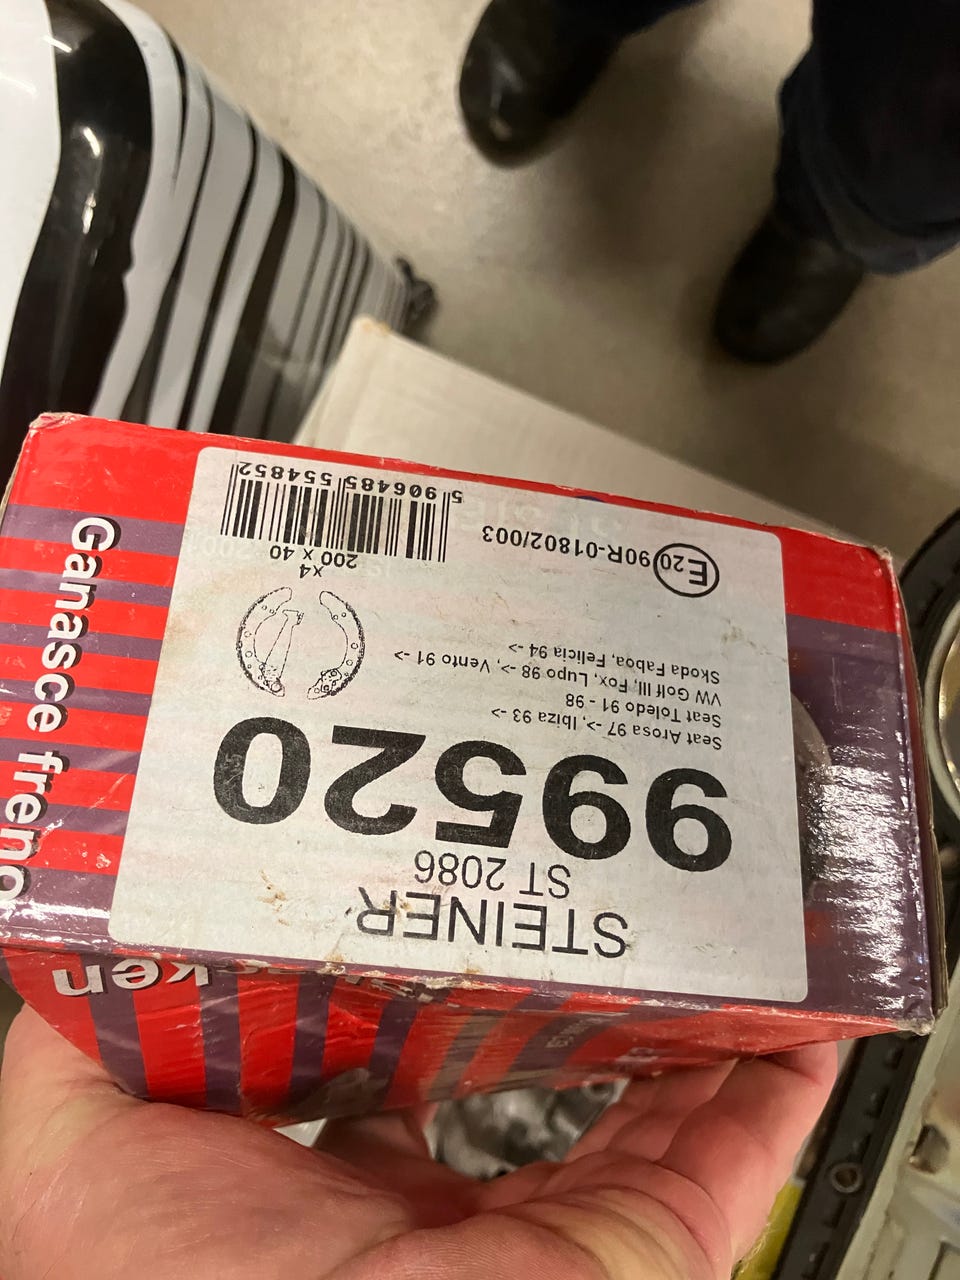 STEINER
ST 2086
99520
Seat Arosa 97 ->, Ibiza 93 ->
Seat Toledo 91 - 98
VW Golf III, Fox, Lupo 98 ->, Vento 91 ->
Skoda Faboa, Felicia 94 ->
x4
200 x 40
E20 90R-01802/003
5 906485 554852
Ganasce freno